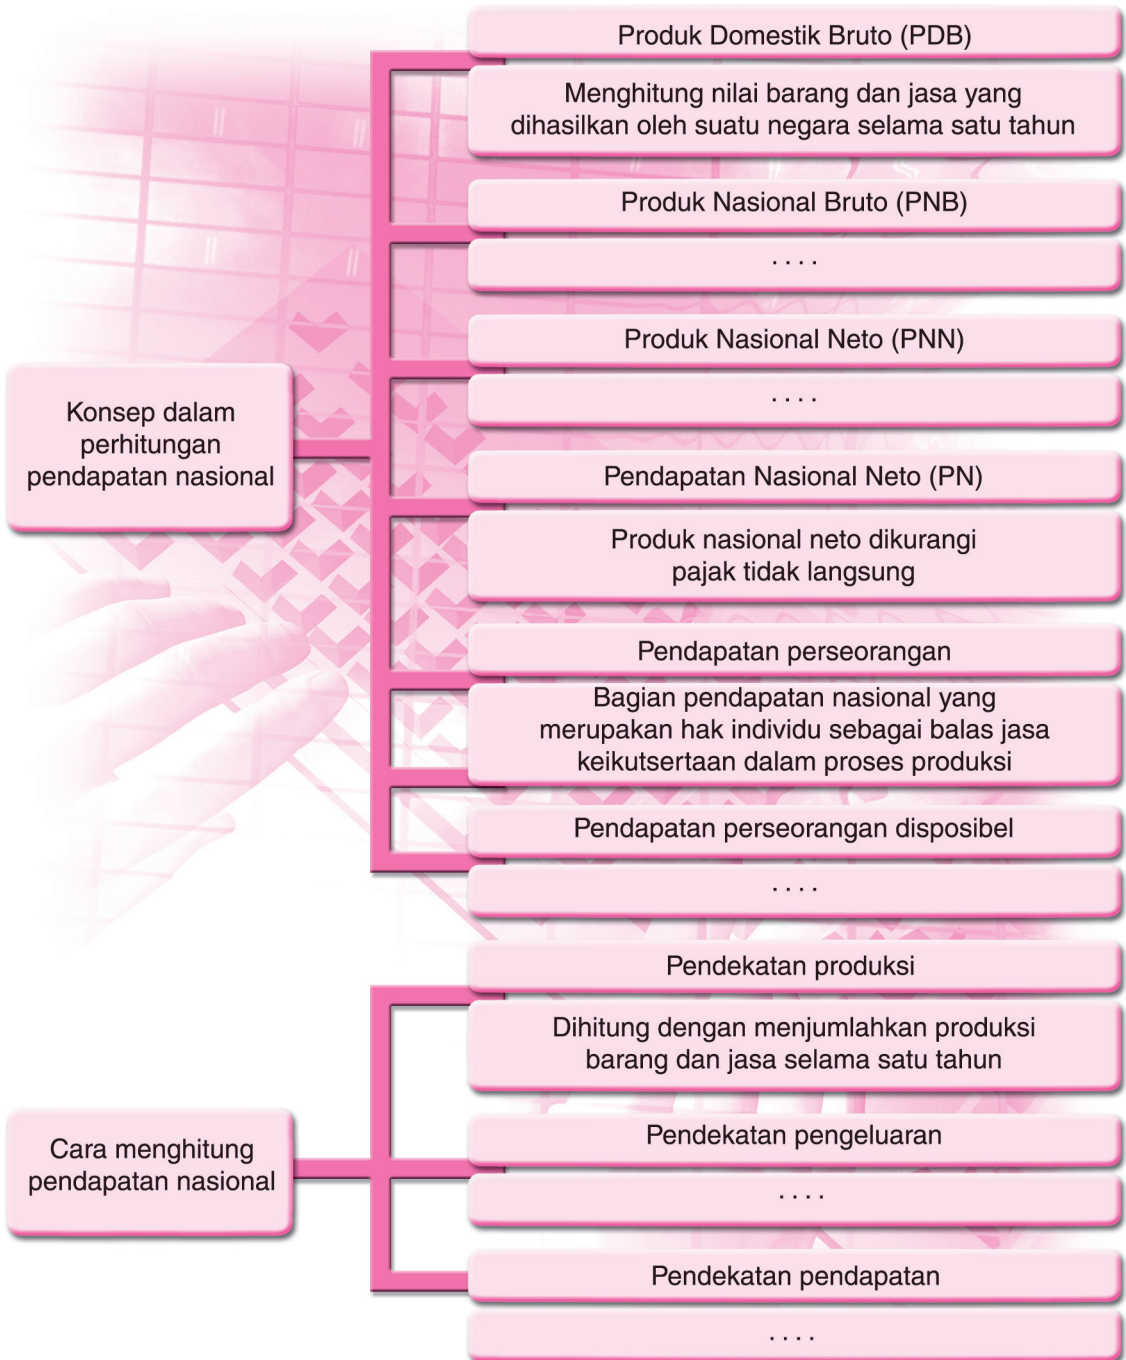 Konsep dalam
perhitungan
pendapatan nasional
Produk Domestik Bruto (PDB)
Menghitung nilai barang dan jasa yang
dihasilkan oleh suatu negara selama satu tahun
Produk Nasional Bruto (PNB)
. . . .
Produk Nasional Neto (PNN)
. . . .
Pendapatan Nasional Neto (PN)
Produk nasional neto dikurangi
pajak tidak langsung
Pendapatan perseorangan
Bagian pendapatan nasional yang
merupakan hak individu sebagai balas jasa
keikutsertaan dalam proses produksi
Pendapatan perseorangan disposibel
. . . .
Cara menghitung
pendapatan nasional
Pendekatan produksi
Dihitung dengan menjumlahkan produksi
barang dan jasa selama satu tahun
Pendekatan pengeluaran
. . . .
Pendekatan pendapatan
. . . .